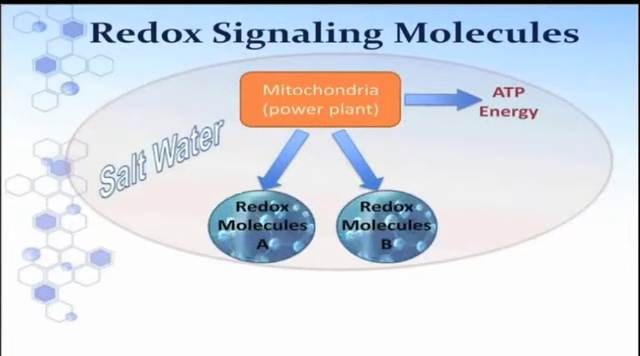 Redox Signaling Molecules
Mitochondria
(power plant)
ATP
Energy
Salt Water
Redox
Molecules
A
Redox
Molecules
B